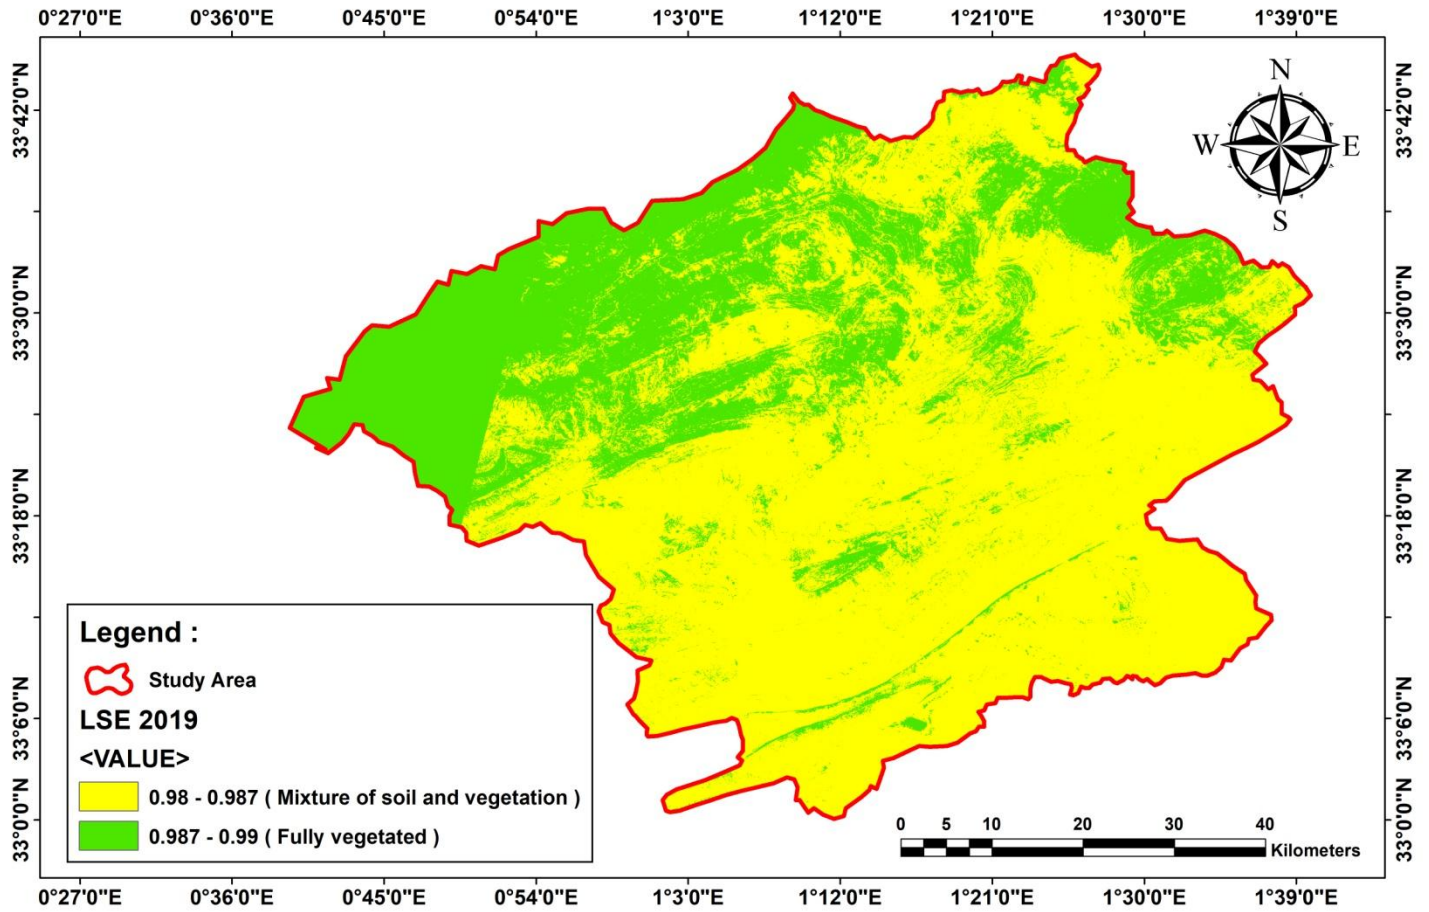 0°27'0"E 0°36'0"E 0°45'0"E 0°54'0"E 1°3'0"E 1°12'0"E 1°21'0"E 1°30'0"E 1°39'0"E
33°42'0"N
33°30'0"N
33°18'0"N
33°6'0"N
33°0'0"N
N
W E
S
33°42'0"N
33°30'0"N
33°18'0"N
33°6'0"N
33°0'0"N
Legend :
Study Area
LSE 2019
<VALUE>
0.98 - 0.987 ( Mixture of soil and vegetation )
0.987 - 0.99 ( Fully vegetated )
0 5 10 20 30 40
Kilometers
0°27'0"E 0°36'0"E 0°45'0"E 0°54'0"E 1°3'0"E 1°12'0"E 1°21'0"E 1°30'0"E 1°39'0"E